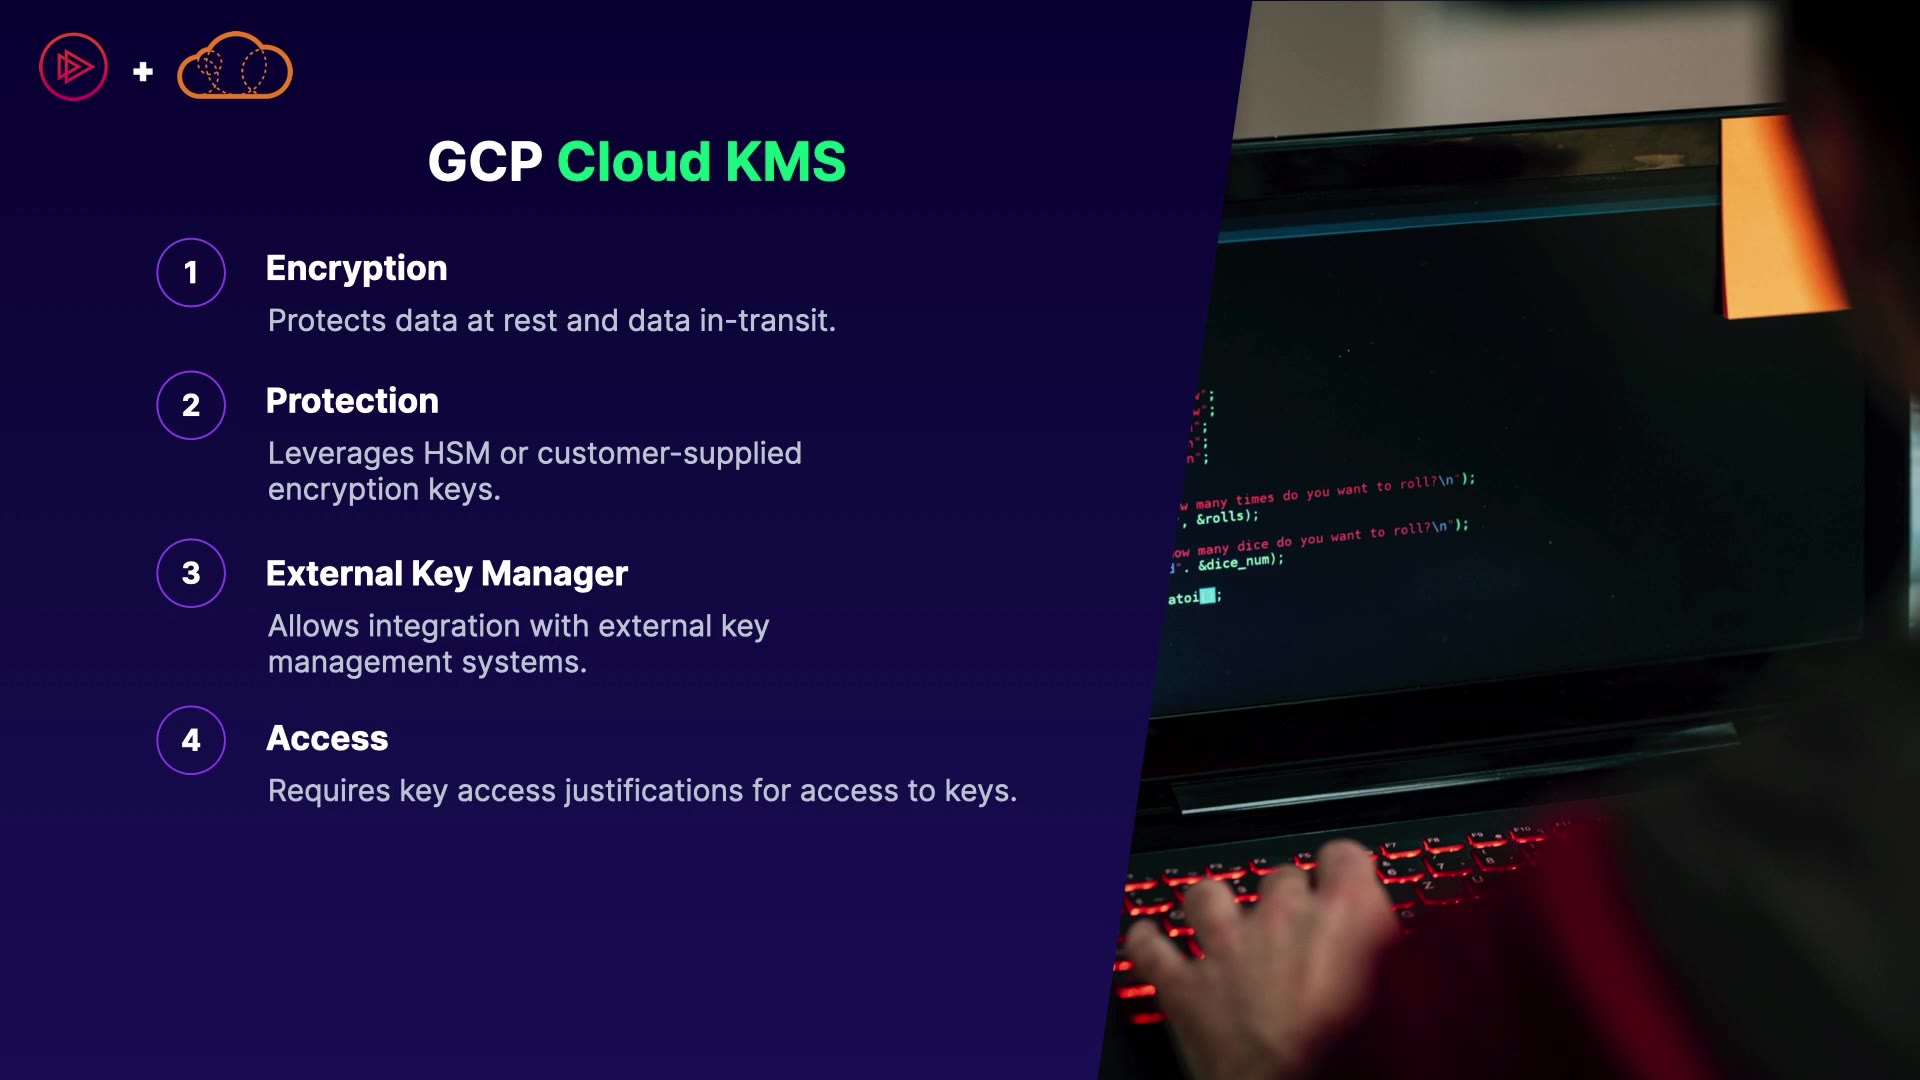 GCP Cloud KMS
1 Encryption
Protects data at rest and data in-transit.
2 Protection
Leverages HSM or customer-supplied
encryption keys.
3 External Key Manager
Allows integration with external key
management systems.
4 Access
Requires key access justifications for access to keys.
many times do you want to roll?\n");
, &rolls);
many dice do you want to roll?\n");
&dice_num);
atoi[];